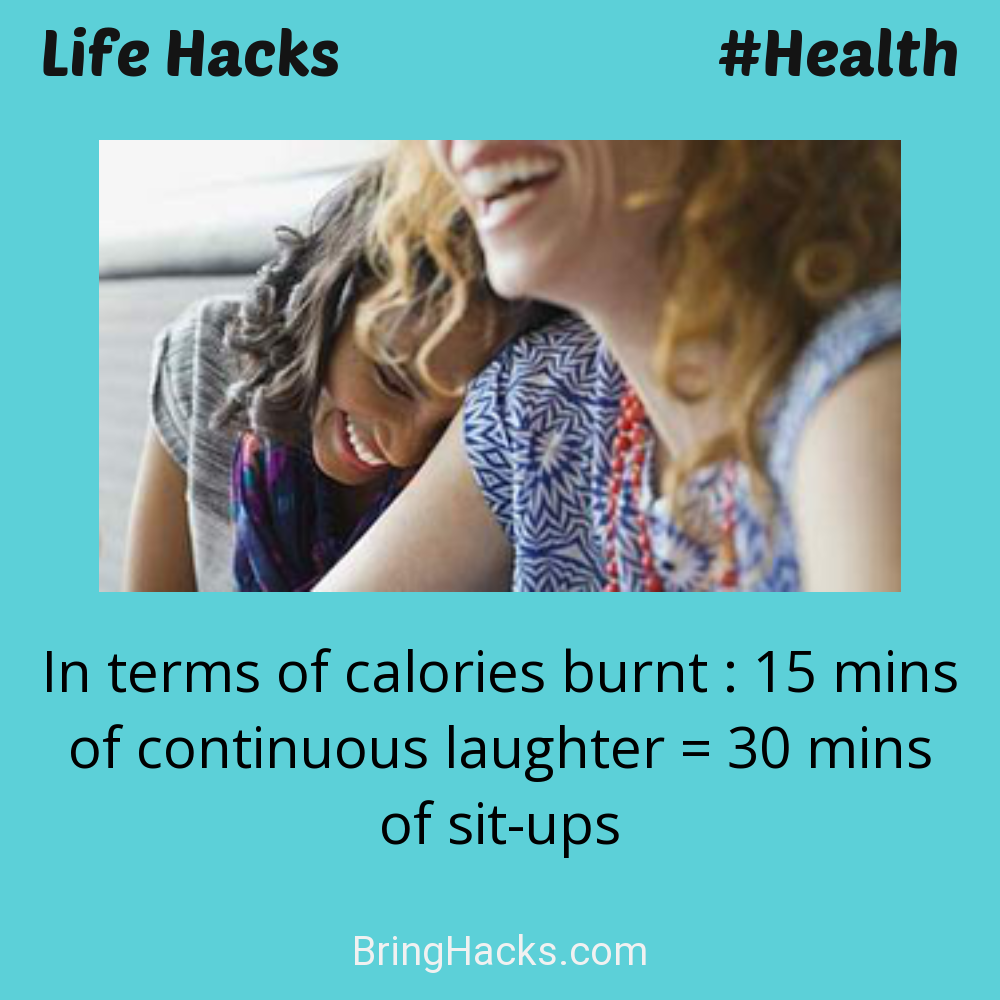 Life Hacks
#Health
In terms of calories burnt : 15 mins
of continuous laughter = 30 mins
of sit-ups
BringHacks.com